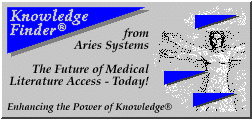 Knowledge
Finder®
from
Aries Systems
The Future of Medical
Literature Access - Today!
Enhancing the Power of Knowledge®